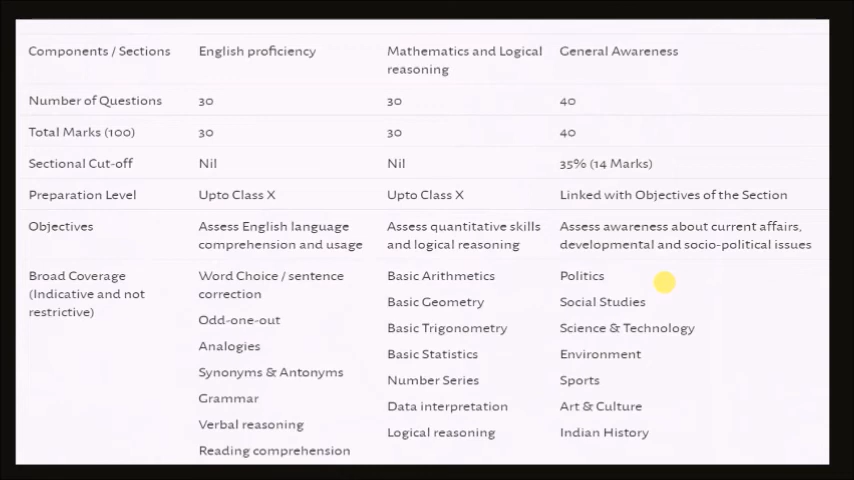 Components / Sections English proficiency Mathematics and Logical General Awareness
reasoning
Number of Questions 30 30 40
Total Marks (100) 30 30 40
Sectional Cut-off Nil Nil 35% (14 Marks)
Preparation Level Upto Class X Upto Class X Linked with Objectives of the Section
Objectives Assess English language Assess quantitative skills Assess awareness about current affairs,
comprehension and usage and logical reasoning developmental and socio-political issues
Broad Coverage Word Choice / sentence Basic Arithmetics Politics
(Indicative and not correction Basic Geometry Social Studies
restrictive) Odd-one-out Basic Trigonometry Science & Technology
Analogies Basic Statistics Environment
Synonyms & Antonyms Number Series Sports
Grammar Data interpretation Art & Culture
Verbal reasoning Logical reasoning Indian History
Reading comprehension